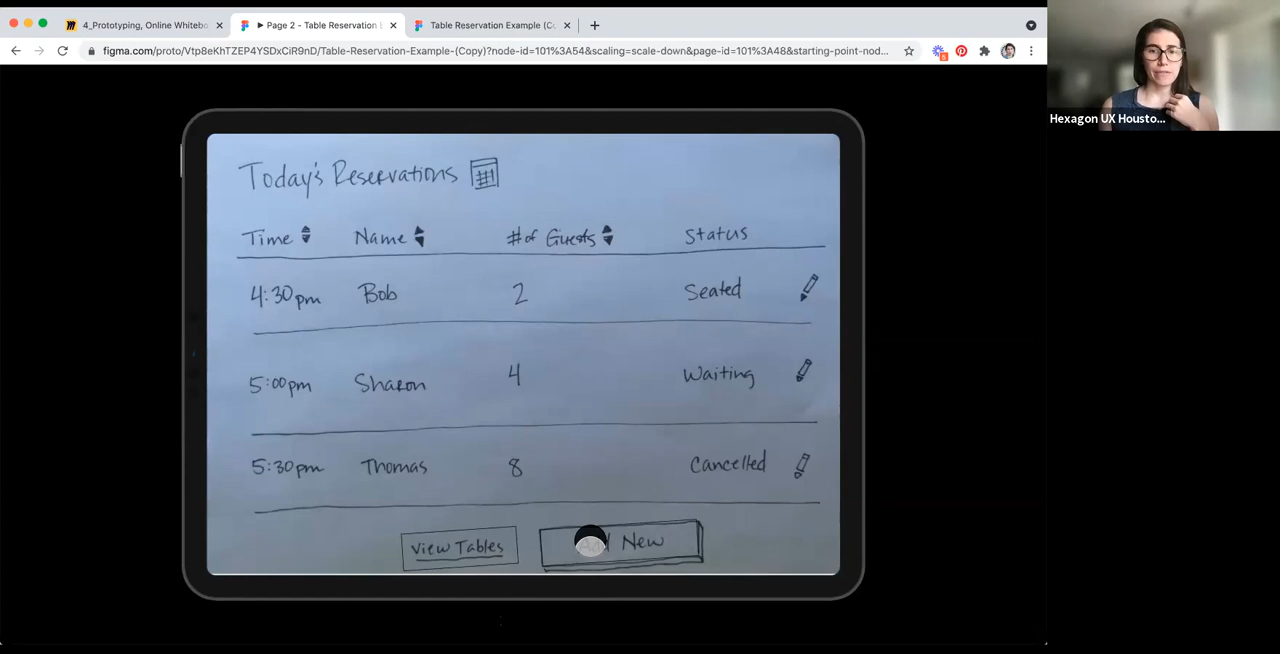 4_Prototyping, Online Whitebo
Page 2 - Table Reservation E
Table Reservation Example (Co
figma.com/proto/Vtp8eKhTZEP4YSDxCiR9nD/Table-Reservation-Example-(Copy)?node-id=101%3A54&scaling=scale-down&page-id=101%3A48&starting-point-nod...
5
Hexagon UX Housto...
Today's Reservations
Time Name # of Guests Status
4:30pm Bob 2 Seated
5:00pm Sharon 4 Waiting
5:30pm Thomas 8 Cancelled
View Tables
Add New